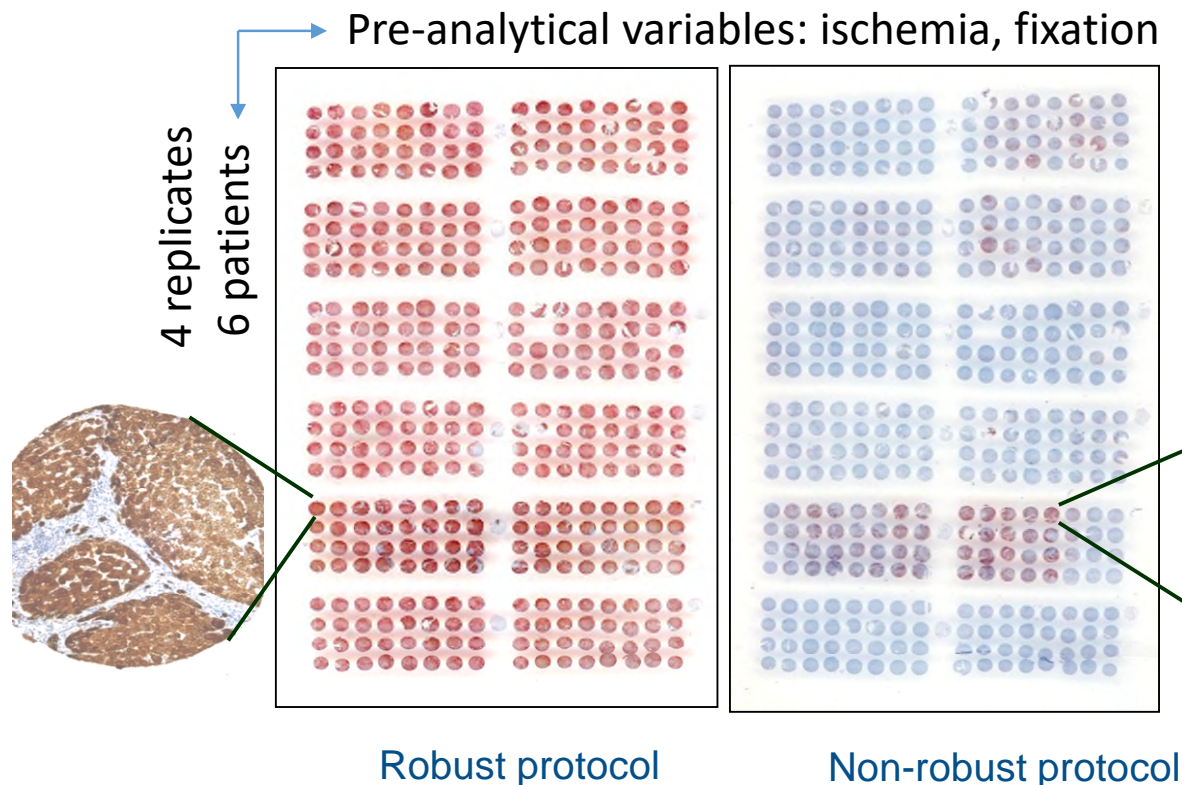 Pre-analytical variables: ischemia, fixation
4 replicates
6 patients
Robust protocol
Non-robust protocol